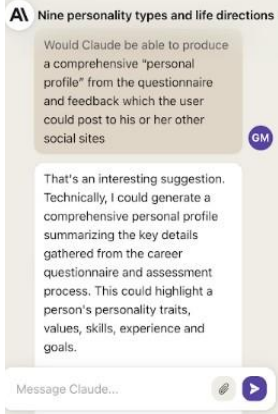 A\ Nine personality types and life directions
Would Claude be able to produce
a comprehensive “personal
profile” from the questionnaire
and feedback which the user
could post to his or her other
social sites
GM
That's an interesting suggestion.
Technically, I could generate a
comprehensive personal profile
summarizing the key details
gathered from the career
questionnaire and assessment
process. This could highlight a
person's personality traits,
values, skills, experience and
goals.
Message Claude...